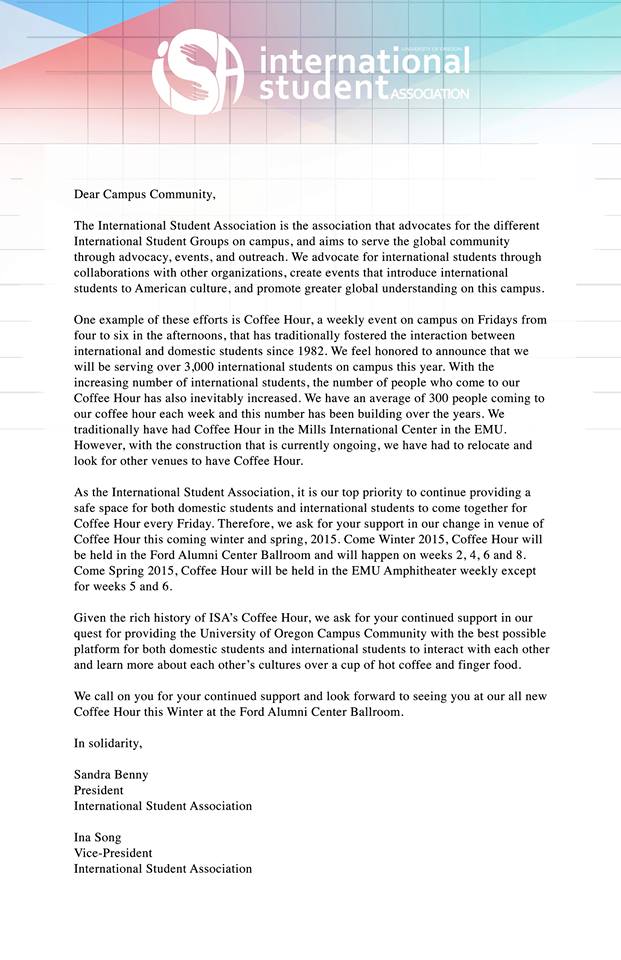 iSA
UNIVERSITY OF OREGON
international
student ASSOCIATION
Dear Campus Community,
The International Student Association is the association that advocates for the different
International Student Groups on campus, and aims to serve the global community
through advocacy, events, and outreach. We advocate for international students through
collaborations with other organizations, create events that introduce international
students to American culture, and promote greater global understanding on this campus.
One example of these efforts is Coffee Hour, a weekly event on campus on Fridays from
four to six in the afternoons, that has traditionally fostered the interaction between
international and domestic students since 1982. We feel honored to announce that we
will be serving over 3,000 international students on campus this year. With the
increasing number of international students, the number of people who come to our
Coffee Hour has also inevitably increased. We have an average of 300 people coming to
our coffee hour each week and this number has been building over the years. We
traditionally have had Coffee Hour in the Mills International Center in the EMU.
However, with the construction that is currently ongoing, we have had to relocate and
look for other venues to have Coffee Hour.
As the International Student Association, it is our top priority to continue providing a
safe space for both domestic students and international students to come together for
Coffee Hour every Friday. Therefore, we ask for your support in our change in venue of
Coffee Hour this coming winter and spring, 2015. Come Winter 2015, Coffee Hour will
be held in the Ford Alumni Center Ballroom and will happen on weeks 2, 4, 6 and 8.
Come Spring 2015, Coffee Hour will be held in the EMU Amphitheater weekly except
for weeks 5 and 6.
Given the rich history of ISA's Coffee Hour, we ask for your continued support in our
quest for providing the University of Oregon Campus Community with the best possible
platform for both domestic students and international students to interact with each other
and learn more about each other's cultures over a cup of hot coffee and finger food.
We call on you for your continued support and look forward to seeing you at our all new
Coffee Hour this Winter at the Ford Alumni Center Ballroom.
In solidarity,
Sandra Benny
President
International Student Association
Ina Song
Vice-President
International Student Association